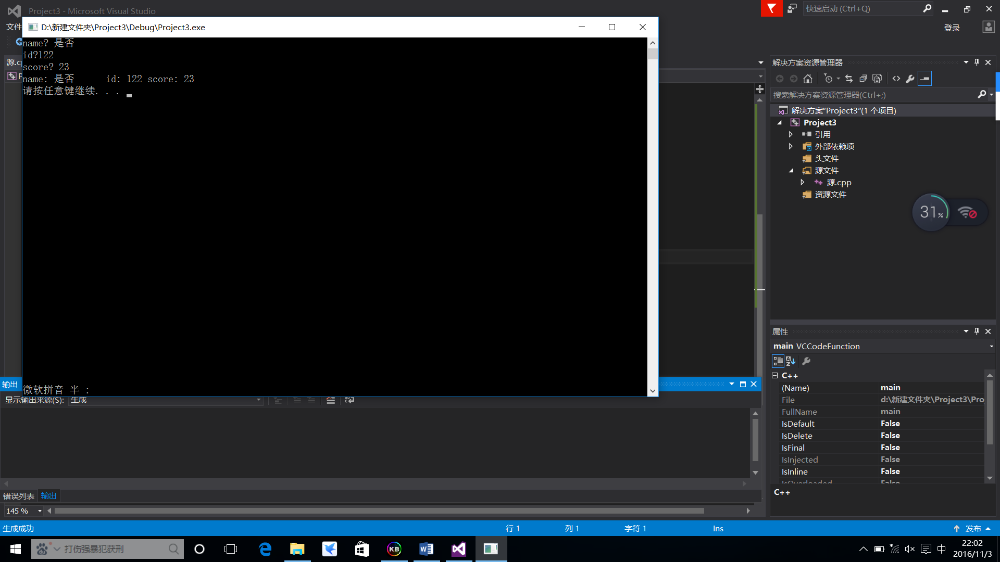 Project3 - Microsoft Visual Studio
快速启动 (Ctrl+Q)
文件
登录
D:\新建文件夹\Project3\Debug\Project3.exe
name? 是否
id?122
score? 23
name: 是否 id: 122 score: 23
请按任意键继续. . .
微软拼音 半 :
解决方案资源管理器
搜索解决方案资源管理器(Ctrl+;)
解决方案"Project3"(1 个项目)
Project3
引用
外部依赖项
头文件
源文件
源.cpp
资源文件
31%
属性
main VCCodeFunction
C++
(Name) main
File d:\新建文件夹\Project3\Pro
FullName main
IsDefault False
IsDelete False
IsFinal False
IsInjected False
IsInline False
IsOverloaded False
C++
输出
显示输出来源(S): 生成
错误列表 输出
145 %
生成成功 行 1 列 1 字符 1 Ins 发布
打伤强暴犯获刑
KB
中
22:02
2016/11/3